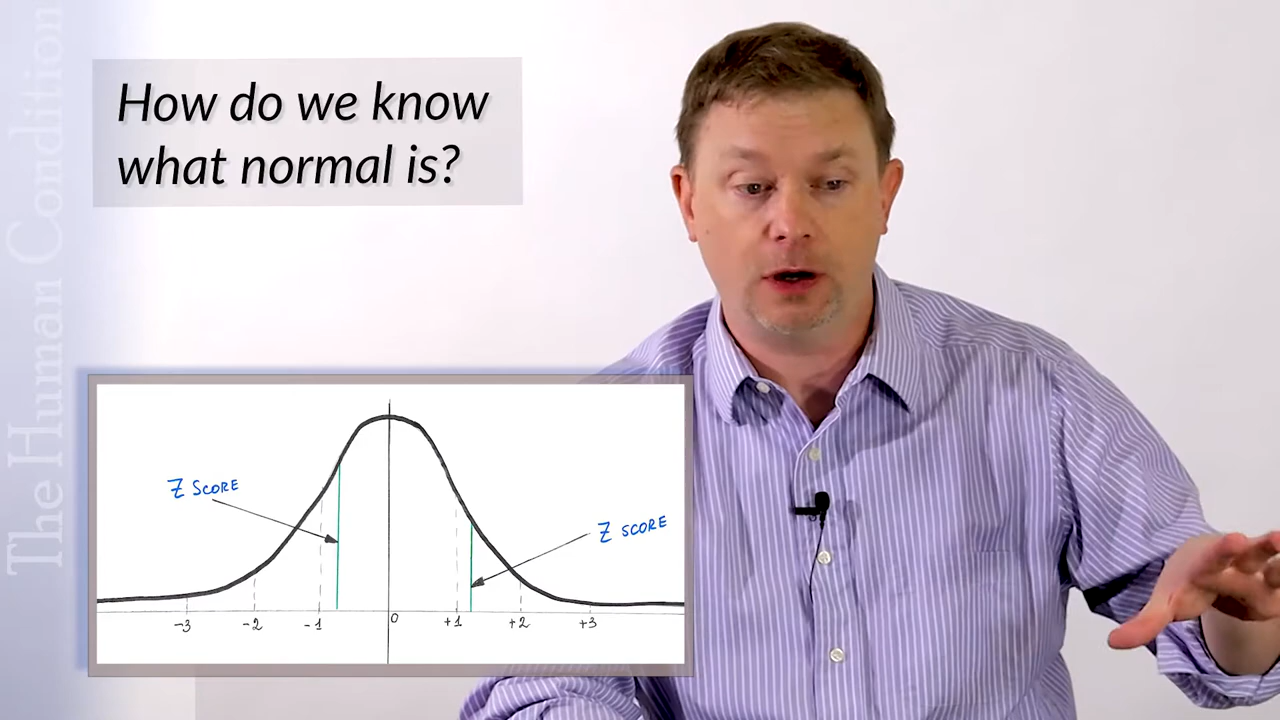 The Human Condition
How do we know
what normal is?
Z SCORE
Z SCORE
-3 -2 -1 0 +1 +2 +3